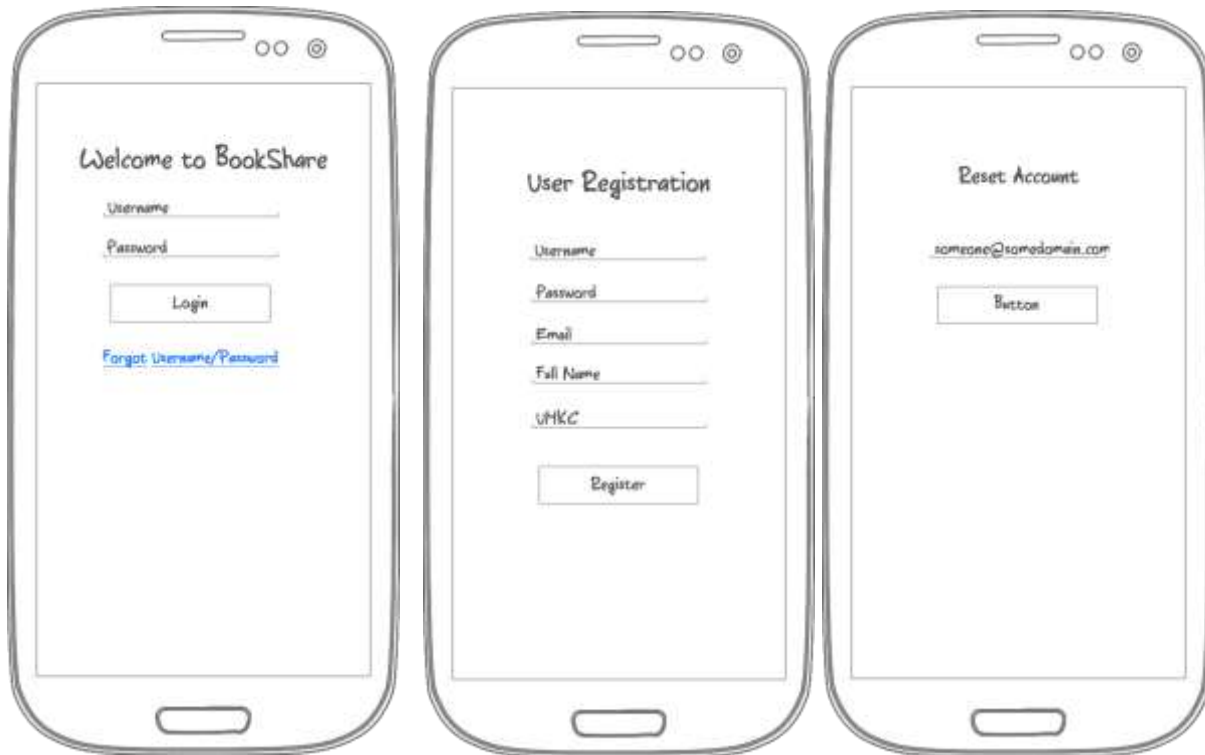 Welcome to BookShare
Username
Password
Login
Forgot Username/Password
User Registration
Username
Password
Email
Full Name
UMKC
Register
Reset Account
someone@somedomain.com
Button